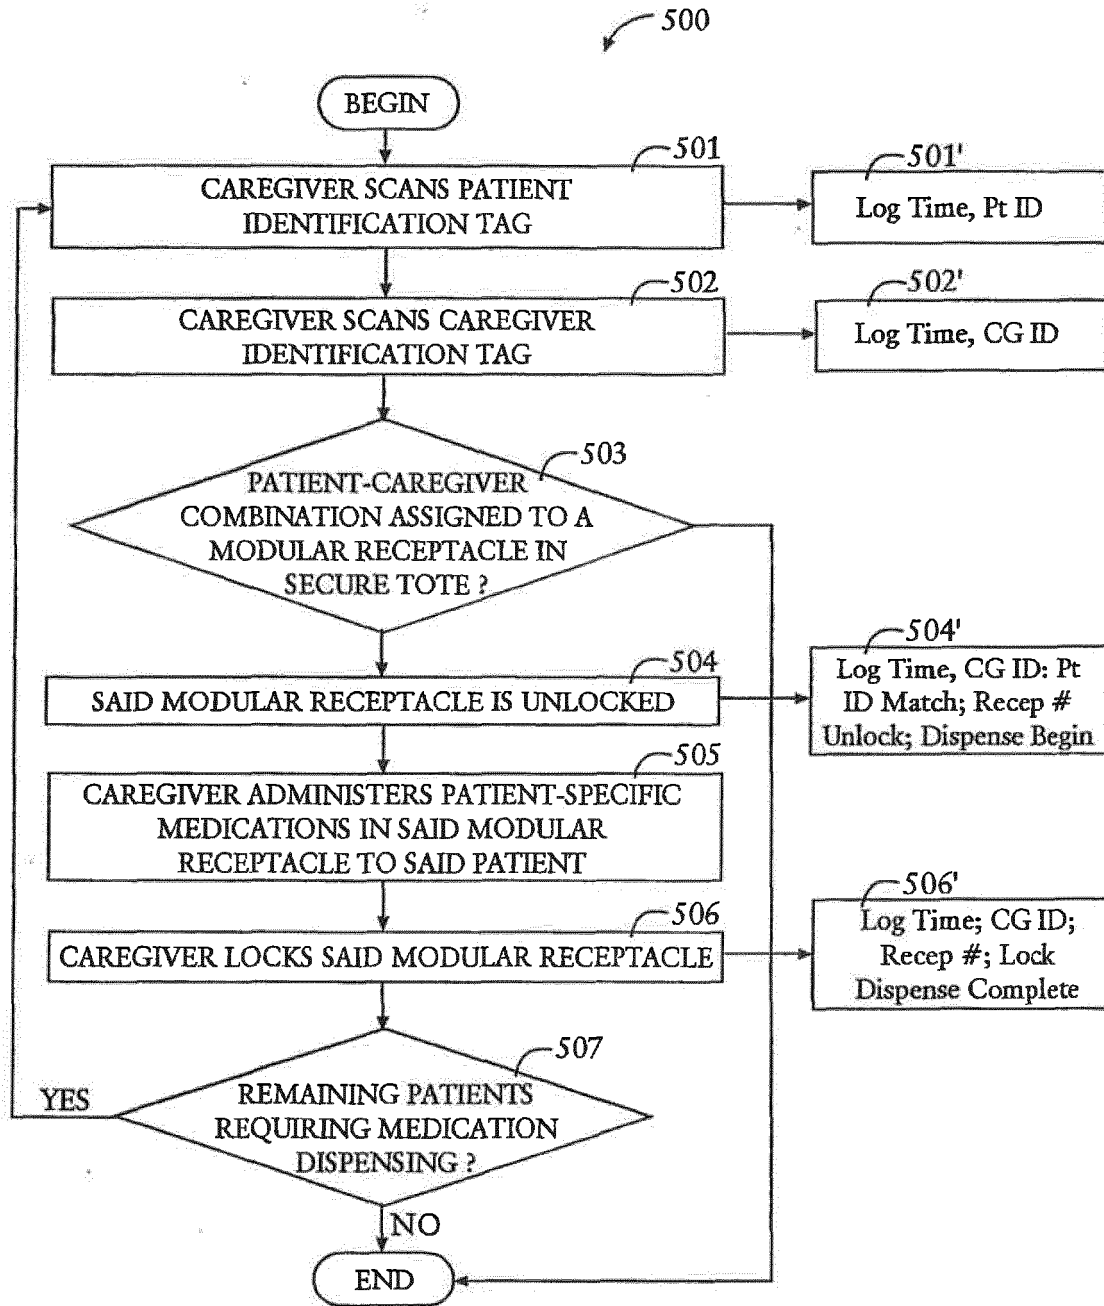 500
BEGIN
501
CAREGIVER SCANS PATIENT
IDENTIFICATION TAG
501'
Log Time, Pt ID
502
CAREGIVER SCANS CAREGIVER
IDENTIFICATION TAG
502'
Log Time, CG ID
503
PATIENT-CAREGIVER
COMBINATION ASSIGNED TO A
MODULAR RECEPTACLE IN
SECURE TOTE ?
504
SAID MODULAR RECEPTACLE IS UNLOCKED
504'
Log Time, CG ID: Pt
ID Match; Recep #
Unlock; Dispense Begin
505
CAREGIVER ADMINISTERS PATIENT-SPECIFIC
MEDICATIONS IN SAID MODULAR
RECEPTACLE TO SAID PATIENT
506
CAREGIVER LOCKS SAID MODULAR RECEPTACLE
506'
Log Time; CG ID;
Recep #; Lock
Dispense Complete
507
REMAINING PATIENTS
REQUIRING MEDICATION
DISPENSING ?
YES
NO
END